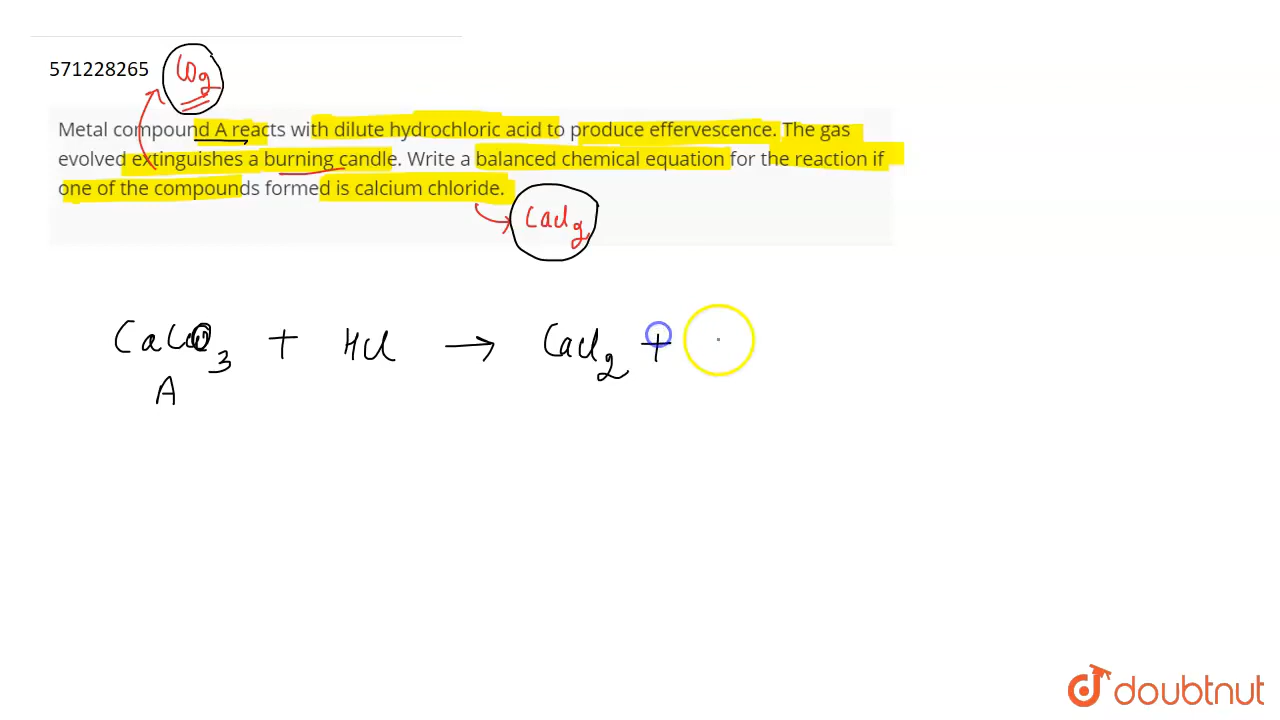 571228265 CO2
Metal compound A reacts with dilute hydrochloric acid to produce effervescence. The gas
evolved extinguishes a burning candle. Write a balanced chemical equation for the reaction if
one of the compounds formed is calcium chloride.
CaCl2
CaCO3 + HCl → CaCl2 +
A
doubtnut